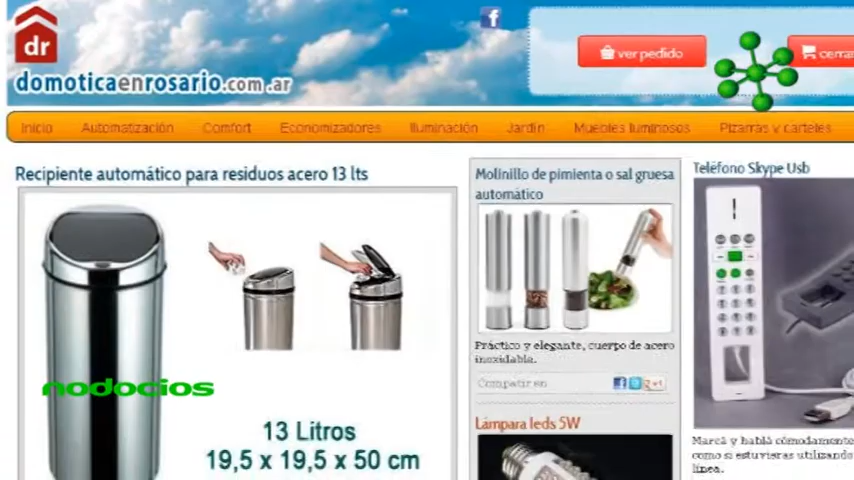 dr
domoticaenrosario.com.ar
f
ver pedido
cerra
Inicio
Automatización
Comfort
Economizadores
Iluminación
Jardín
Muebles luminosos
Pizarras y carteles
Recipiente automático para residuos acero 13 lts
nodocios
13 Litros
19,5 x 19,5 x 50 cm
Molinillo de pimienta o sal gruesa
automático
Práctico y elegante, cuerpo de acero
inoxidable.
Compartir en
Lámpara leds 5W
Teléfono Skype Usb
Marcá y hablá cómodamente
como si estuvieras utilizando
línea.